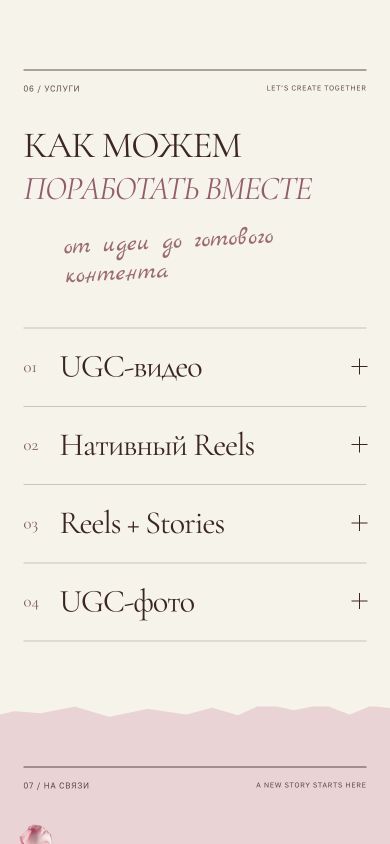 06 / УСЛУГИ
LET'S CREATE TOGETHER
КАК МОЖЕМ
ПОРАБОТАТЬ ВМЕСТЕ
от идеи до готового
контента
01 UGC-видео +
02 Нативный Reels +
03 Reels + Stories +
04 UGC-фото +
07 / НА СВЯЗИ
A NEW STORY STARTS HERE